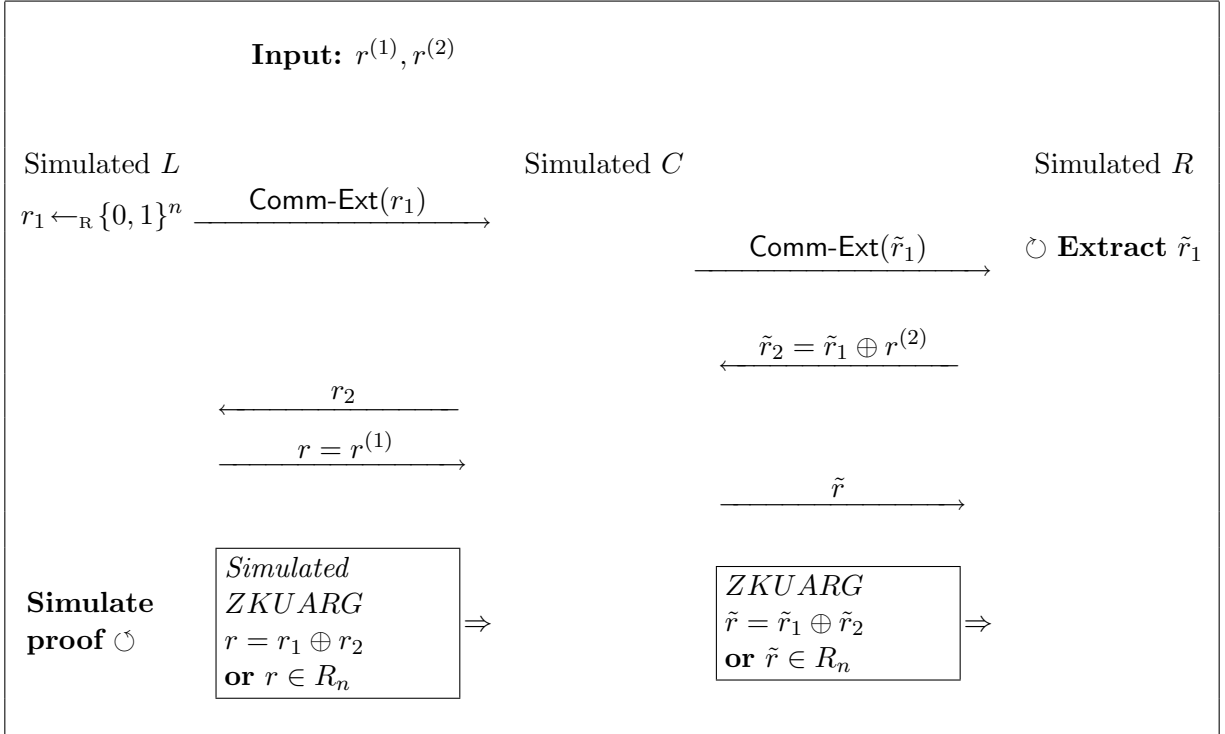 Input: r^{(1)}, r^{(2)}
Simulated L Simulated C Simulated R
r_1 ←_R {0, 1}^n Comm-Ext(r_1)
Comm-Ext(r̃_1) ↻ Extract r̃_1
r̃_2 = r̃_1 ⊕ r^{(2)}
r_2
r = r^{(1)}
r̃
Simulate proof ↺
Simulated
ZKUARG
r = r_1 ⊕ r_2
or r ∈ R_n
⇒
ZKUARG
r̃ = r̃_1 ⊕ r̃_2
or r̃ ∈ R_n
⇒